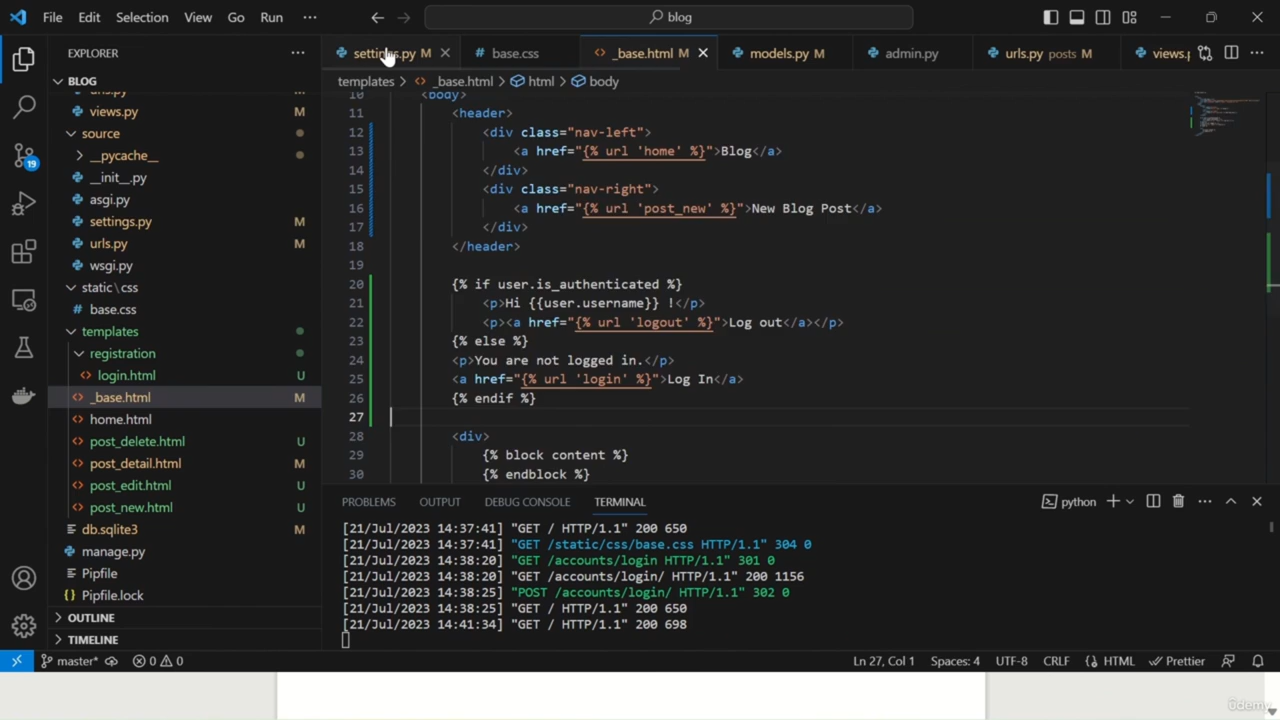 File Edit Selection View Go Run ··· blog
EXPLORER ···
settings.py M base.css _base.html M models.py M admin.py urls.py posts M views.py
BLOG
templates > _base.html > html > body
urls.py
views.py M
source
__pycache__
__init__.py
asgi.py
settings.py M
urls.py M
wsgi.py
static\css
base.css
templates
registration
login.html U
_base.html M
home.html
post_delete.html U
post_detail.html M
post_edit.html U
post_new.html U
db.sqlite3 M
manage.py
Pipfile
Pipfile.lock
OUTLINE
TIMELINE
19
10 <body>
11 <header>
12 <div class="nav-left">
13 <a href="{% url 'home' %}">Blog</a>
14 </div>
15 <div class="nav-right">
16 <a href="{% url 'post_new' %}">New Blog Post</a>
17 </div>
18 </header>
19
20 {% if user.is_authenticated %}
21 <p>Hi {{user.username}} !</p>
22 <p><a href="{% url 'logout' %}">Log out</a></p>
23 {% else %}
24 <p>You are not logged in.</p>
25 <a href="{% url 'login' %}">Log In</a>
26 {% endif %}
27
28 <div>
29 {% block content %}
30 {% endblock %}
PROBLEMS OUTPUT DEBUG CONSOLE TERMINAL python
[21/Jul/2023 14:37:41] "GET / HTTP/1.1" 200 650
[21/Jul/2023 14:37:41] "GET /static/css/base.css HTTP/1.1" 304 0
[21/Jul/2023 14:38:20] "GET /accounts/login HTTP/1.1" 301 0
[21/Jul/2023 14:38:20] "GET /accounts/login/ HTTP/1.1" 200 1156
[21/Jul/2023 14:38:25] "POST /accounts/login/ HTTP/1.1" 302 0
[21/Jul/2023 14:38:25] "GET / HTTP/1.1" 200 650
[21/Jul/2023 14:41:34] "GET / HTTP/1.1" 200 698
master* 0 0 Ln 27, Col 1 Spaces: 4 UTF-8 CRLF HTML Prettier
ûdemy